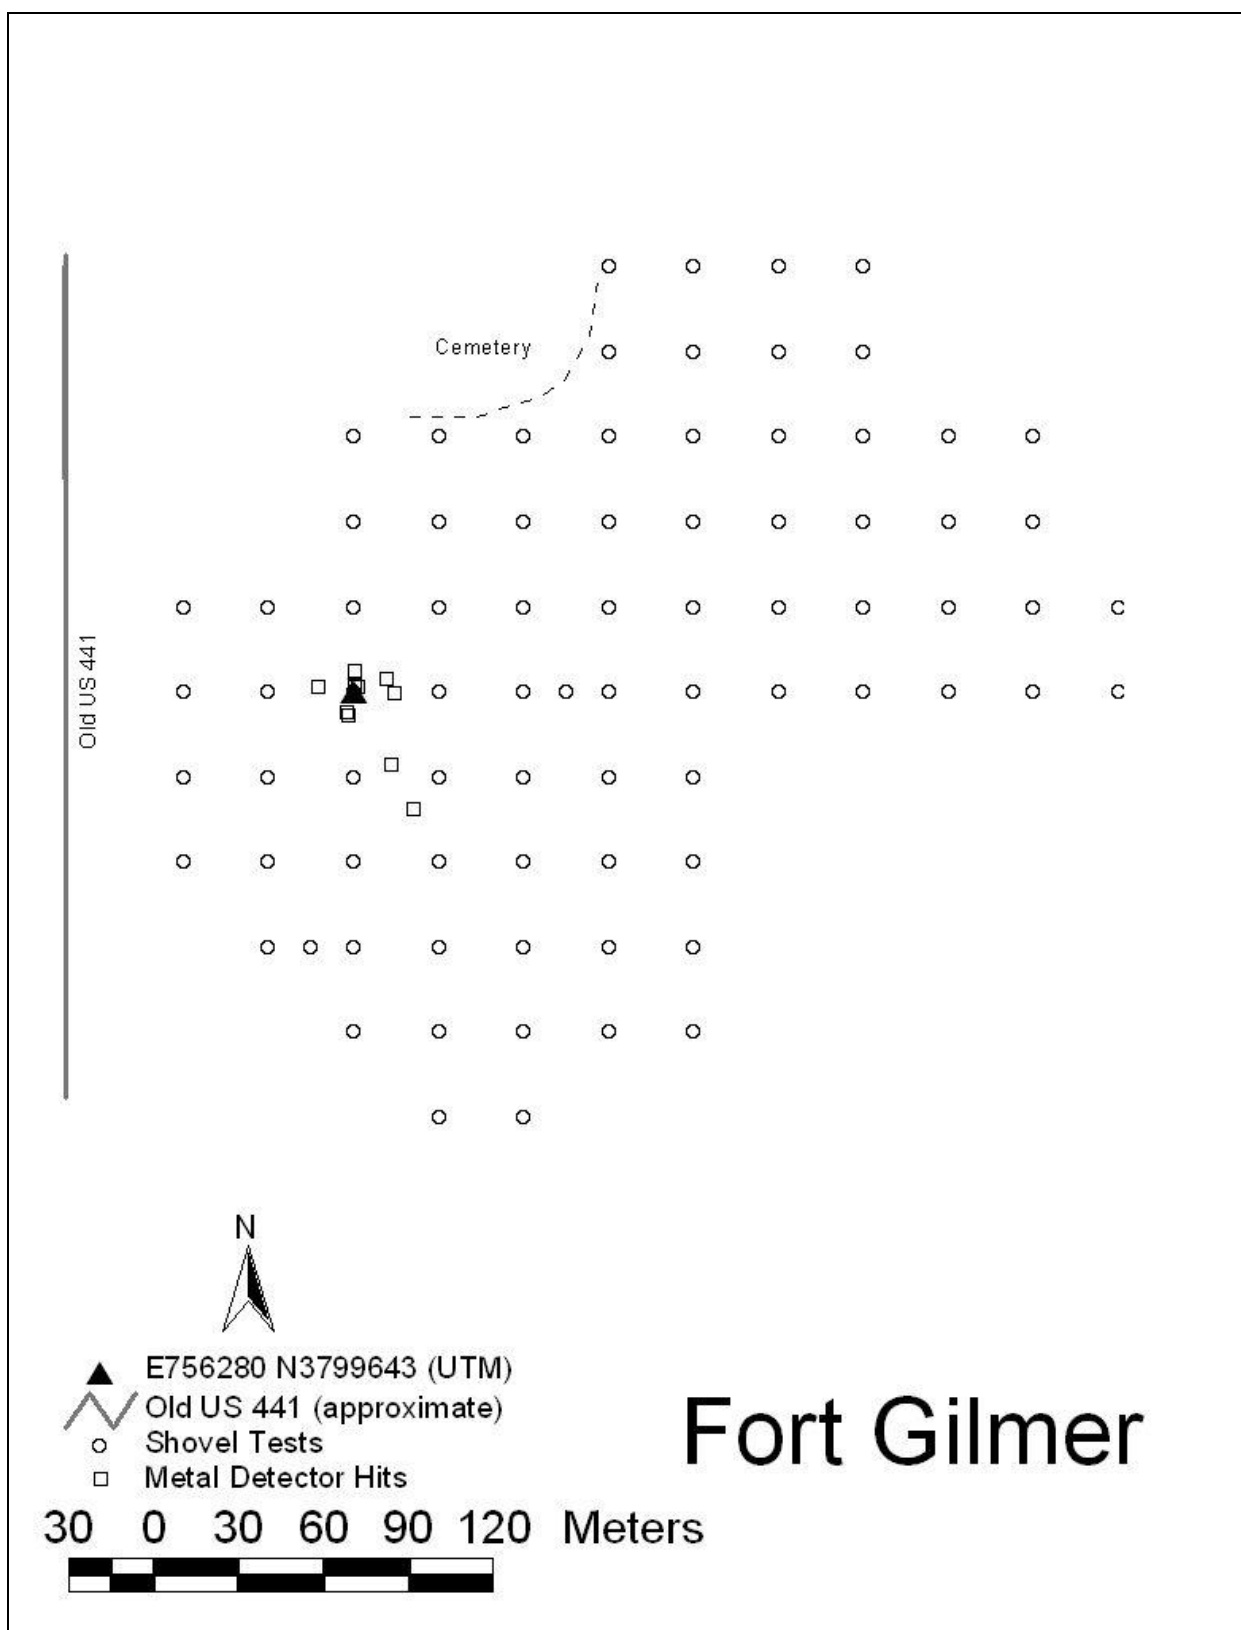 Cemetery
Old US 441
N
E756280 N3799643 (UTM)
Old US 441 (approximate)
Shovel Tests
Metal Detector Hits
Fort Gilmer
30 0 30 60 90 120 Meters